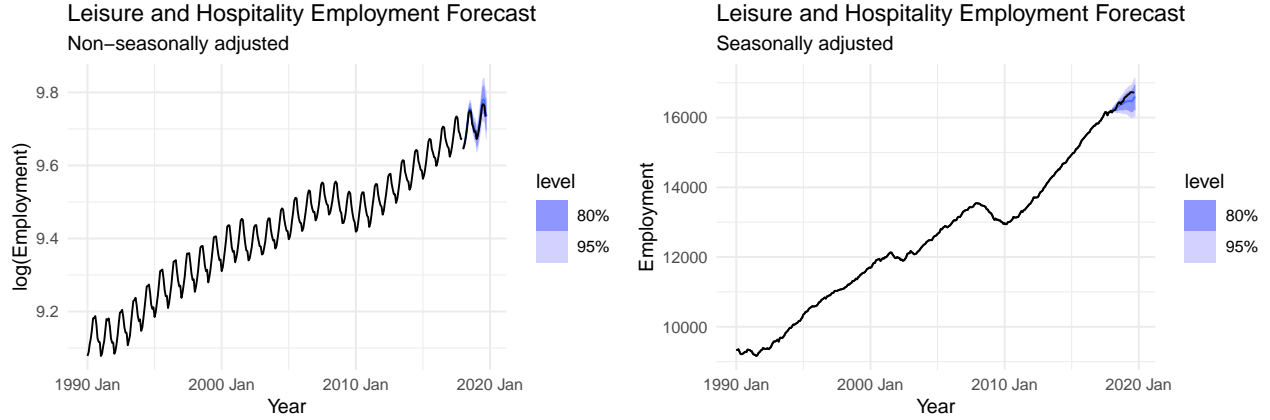 Leisure and Hospitality Employment Forecast
Non−seasonally adjusted
log(Employment)
9.8
9.6
9.4
9.2
1990 Jan 2000 Jan 2010 Jan 2020 Jan
Year
level
80%
95%
Leisure and Hospitality Employment Forecast
Seasonally adjusted
Employment
16000
14000
12000
10000
1990 Jan 2000 Jan 2010 Jan 2020 Jan
Year
level
80%
95%